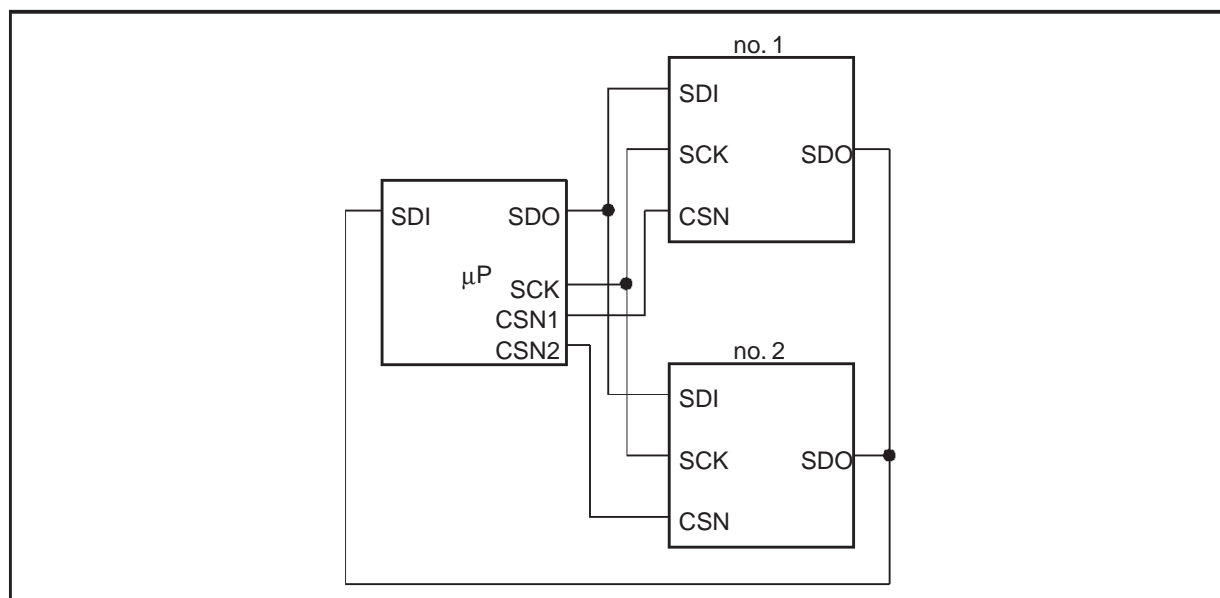 no. 1
SDI
SCK SDO
CSN
SDI SDO
μP
SCK
CSN1
CSN2
no. 2
SDI
SCK SDO
CSN